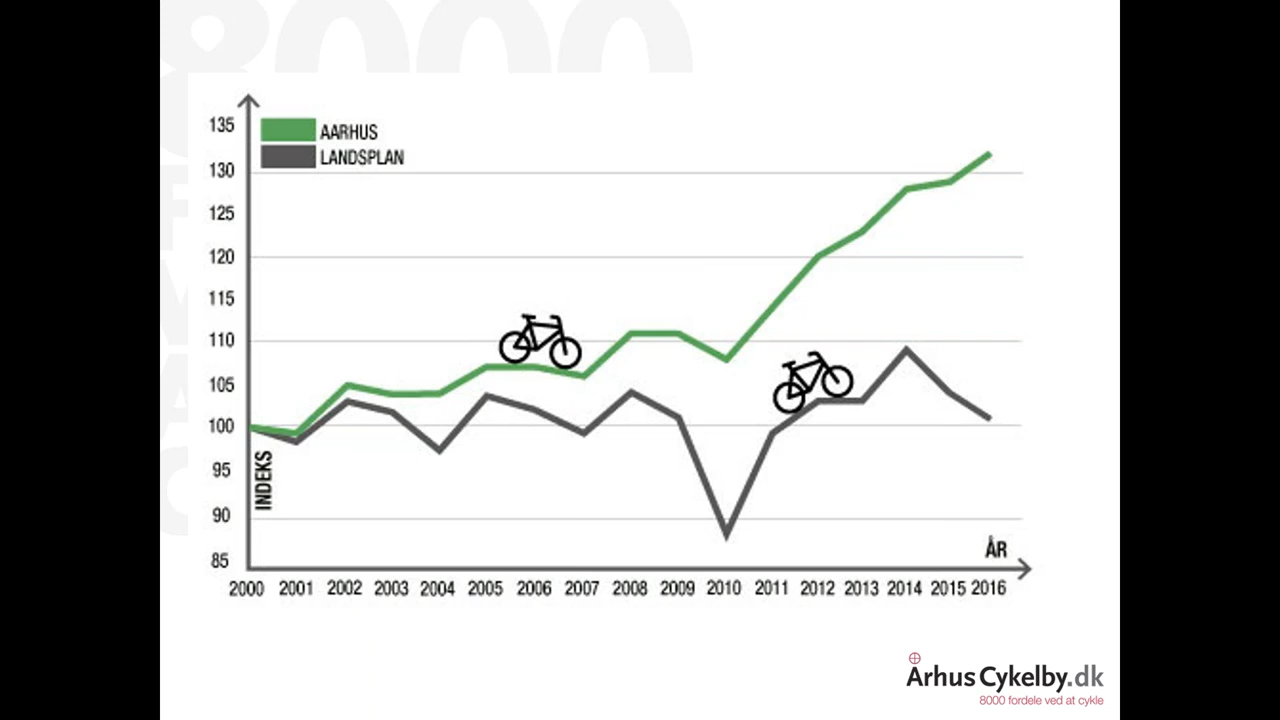 8000
135
AARHUS
LANDSPLAN
130
125
120
115
110
105
100
95
90
85
INDEKS
ÅR
2000 2001 2002 2003 2004 2005 2006 2007 2008 2009 2010 2011 2012 2013 2014 2015 2016
ÅrhusCykelby.dk
8000 fordele ved at cykle